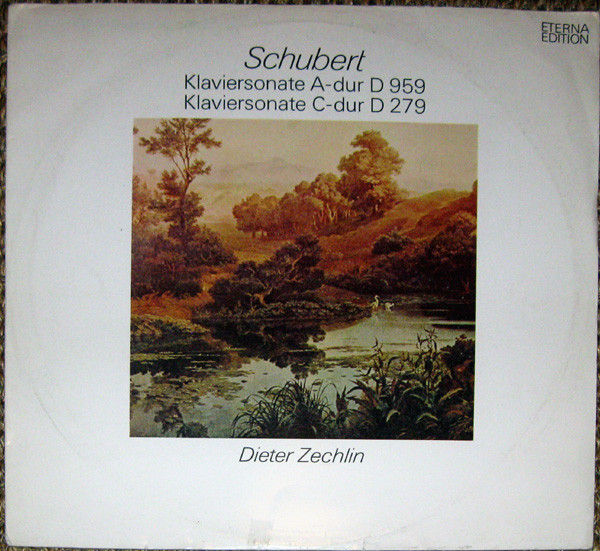 ETERNA
EDITION
Schubert
Klaviersonate A-dur D 959
Klaviersonate C-dur D 279
Dieter Zechlin